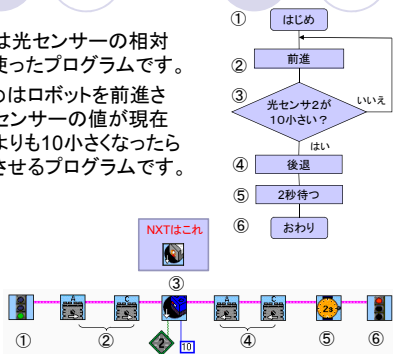 は光センサーの相対
使ったプログラムです。
めはロボットを前進さ
センサーの値が現在
よりも10小さくなったら
させるプログラムです。
① はじめ
② 前進
③ 光センサ2が
10小さい？
いいえ
はい
④ 後退
⑤ 2秒待つ
⑥ おわり
NXTはこれ
③
A C A C 2s
2 10
① ② ④ ⑤ ⑥